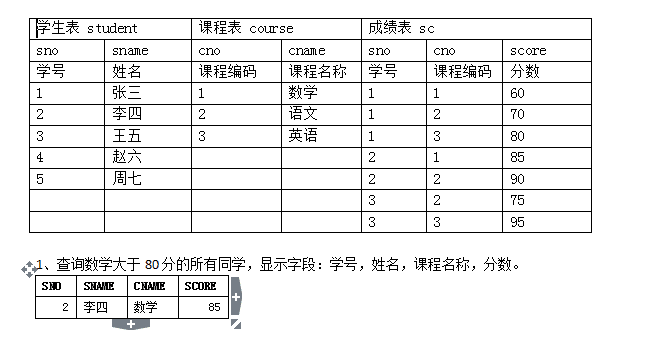 学生表 student 课程表 course 成绩表 sc
sno sname cno cname sno cno score
学号 姓名 课程编码 课程名称 学号 课程编码 分数
1 张三 1 数学 1 1 60
2 李四 2 语文 1 2 70
3 王五 3 英语 1 3 80
4 赵六 2 1 85
5 周七 2 2 90
3 2 75
3 3 95
1、查询数学大于 80 分的所有同学，显示字段：学号，姓名，课程名称，分数。
SNO SNAME CNAME SCORE
2 李四 数学 85